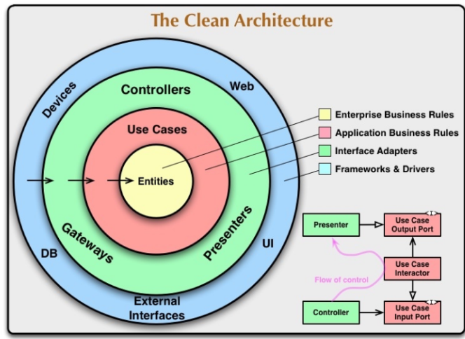 The Clean Architecture
Devices
Controllers
Web
Use Cases
Entities
Gateways
Presenters
DB
UI
External
Interfaces
Enterprise Business Rules
Application Business Rules
Interface Adapters
Frameworks & Drivers
Presenter
Use Case
Output Port
Flow of control
Use Case
Interactor
Controller
Use Case
Input Port